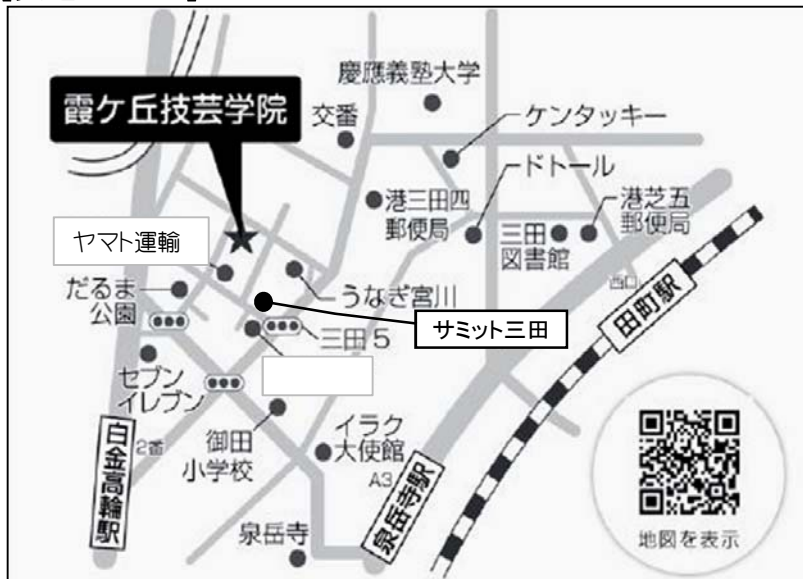 慶應義塾大学
霞ケ丘技芸学院
交番
ケンタッキー
ドトール
港三田四
郵便局
港芝五
郵便局
三田
図書館
ヤマト運輸
西口
田町駅
だるま
公園
うなぎ宮川
サミット三田
三田5
セブン
イレブン
2番
白金高輪駅
御田
小学校
イラク
大使館
A3
泉岳寺駅
泉岳寺
地図を表示